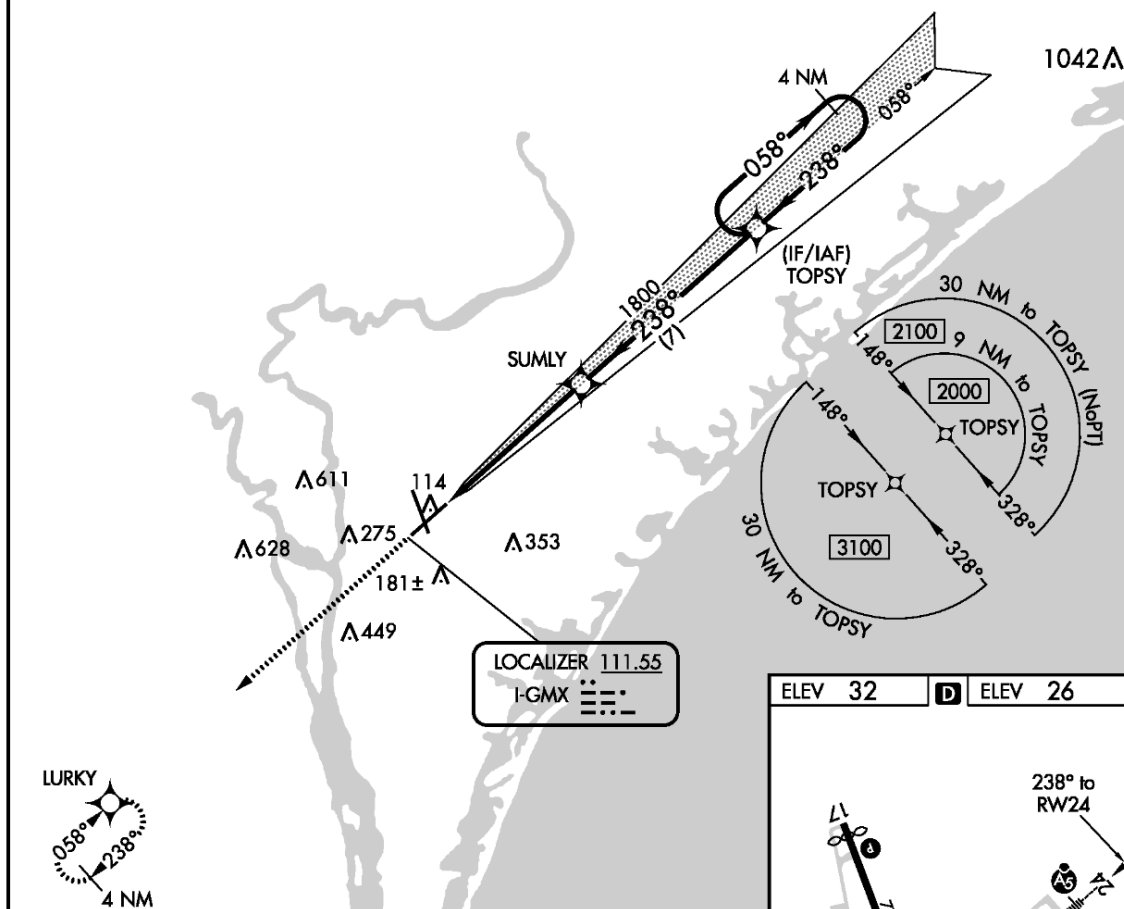 1042
4 NM
058°
058°
238°
(IF/IAF)
TOPSY
1800
238°
(7)
SUMLY
30 NM to TOPSY (NoPT)
2100
148°
9 NM to TOPSY
2000
TOPSY
328°
148°
TOPSY
3100
328°
30 NM to TOPSY
611
114
275
628
353
181±
449
LOCALIZER 111.55
I-GMX
ELEV 32
D ELEV 26
LURKY
058°
238°
4 NM
238° to
RW24
17
P
A5
24